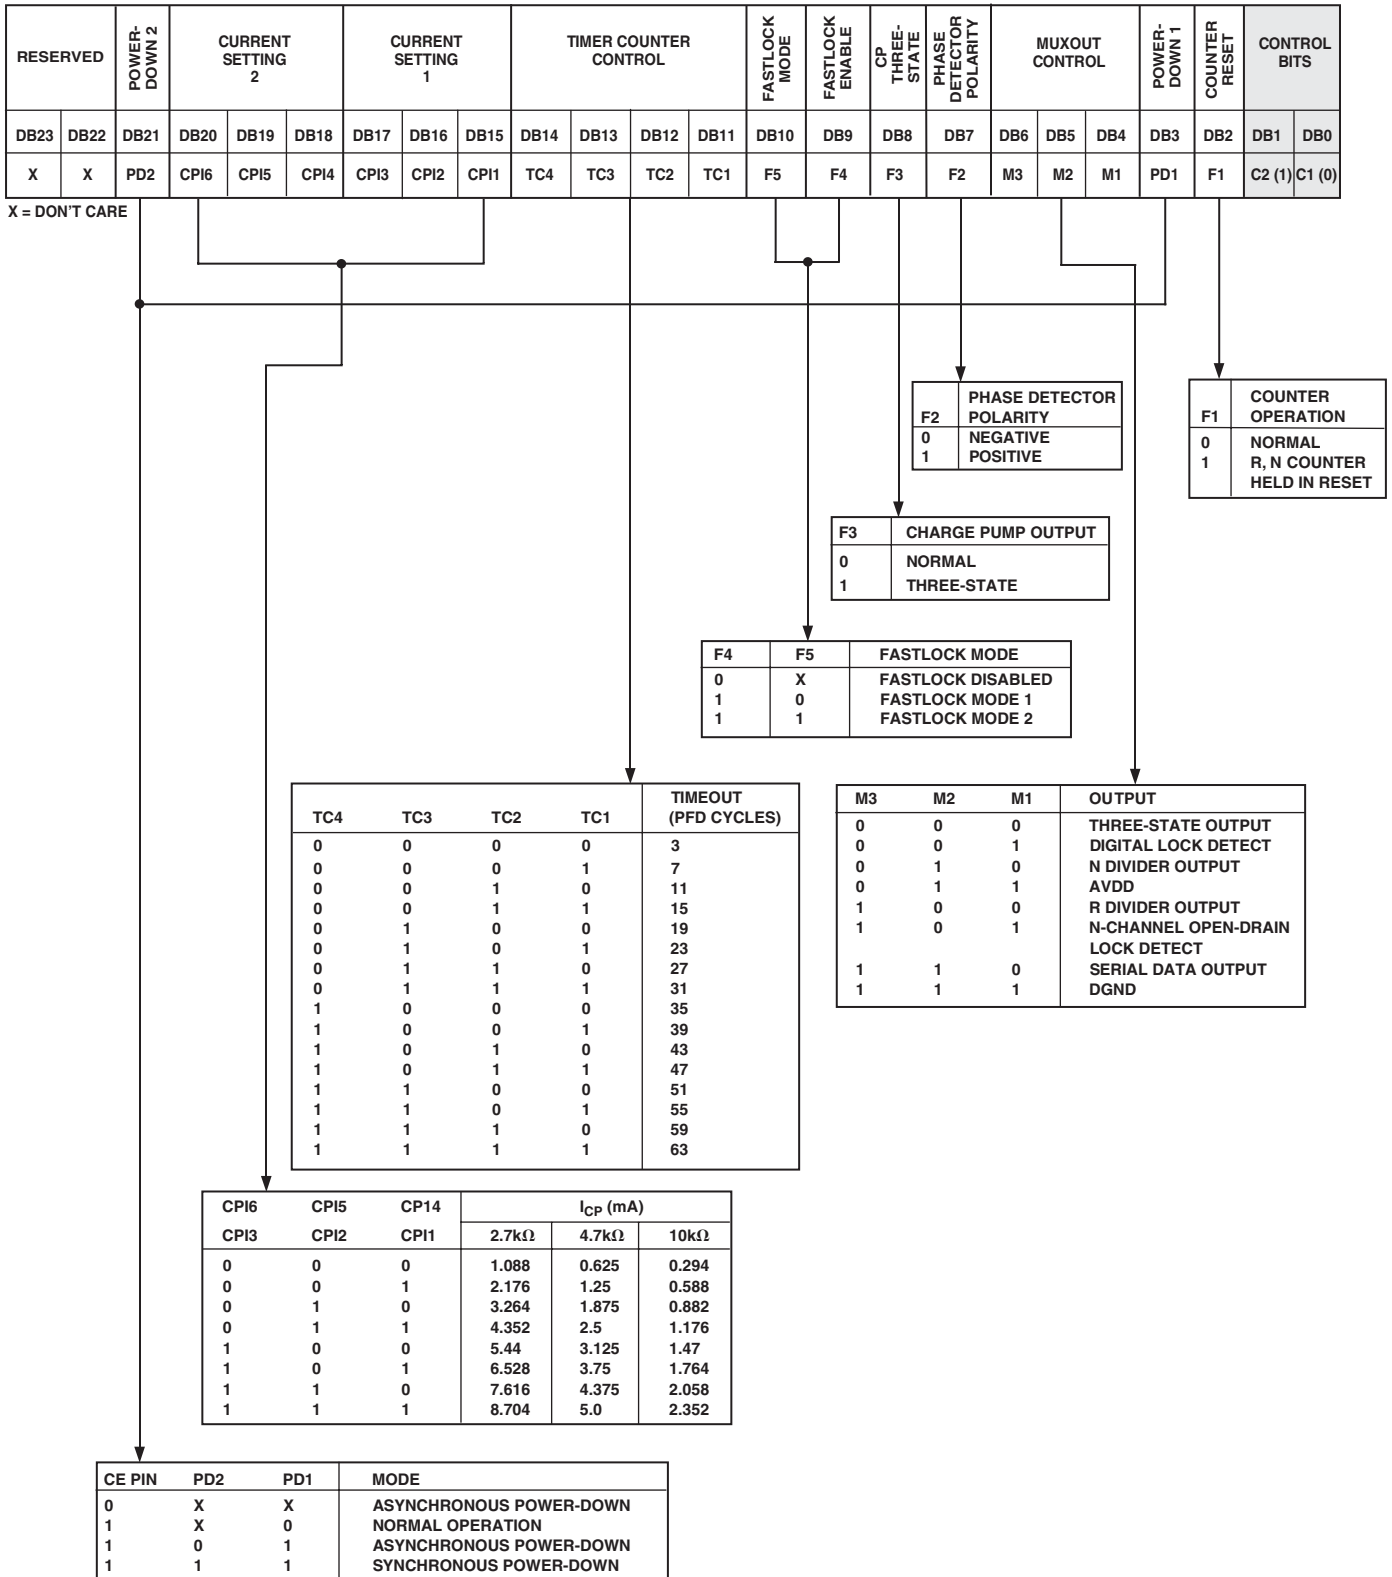 RESERVED
POWER-
DOWN 2
CURRENT
SETTING
2
CURRENT
SETTING
1
TIMER COUNTER
CONTROL
FASTLOCK
MODE
FASTLOCK
ENABLE
CP
THREE-
STATE
PHASE
DETECTOR
POLARITY
MUXOUT
CONTROL
POWER-
DOWN 1
COUNTER
RESET
CONTROL
BITS
DB23 DB22 DB21 DB20 DB19 DB18 DB17 DB16 DB15 DB14 DB13 DB12 DB11 DB10 DB9 DB8 DB7 DB6 DB5 DB4 DB3 DB2 DB1 DB0
X X PD2 CPI6 CPI5 CPI4 CPI3 CPI2 CPI1 TC4 TC3 TC2 TC1 F5 F4 F3 F2 M3 M2 M1 PD1 F1 C2 (1) C1 (0)
X = DON'T CARE
PHASE DETECTOR
F2 POLARITY
0 NEGATIVE
1 POSITIVE
COUNTER
F1 OPERATION
0 NORMAL
1 R, N COUNTER
HELD IN RESET
F3 CHARGE PUMP OUTPUT
0 NORMAL
1 THREE-STATE
F4 F5 FASTLOCK MODE
0 X FASTLOCK DISABLED
1 0 FASTLOCK MODE 1
1 1 FASTLOCK MODE 2
TIMEOUT
TC4 TC3 TC2 TC1 (PFD CYCLES)
0 0 0 0 3
0 0 0 1 7
0 0 1 0 11
0 0 1 1 15
0 1 0 0 19
0 1 0 1 23
0 1 1 0 27
0 1 1 1 31
1 0 0 0 35
1 0 0 1 39
1 0 1 0 43
1 0 1 1 47
1 1 0 0 51
1 1 0 1 55
1 1 1 0 59
1 1 1 1 63
M3 M2 M1 OUTPUT
0 0 0 THREE-STATE OUTPUT
0 0 1 DIGITAL LOCK DETECT
0 1 0 N DIVIDER OUTPUT
0 1 1 AVDD
1 0 0 R DIVIDER OUTPUT
1 0 1 N-CHANNEL OPEN-DRAIN
LOCK DETECT
1 1 0 SERIAL DATA OUTPUT
1 1 1 DGND
CPI6 CPI5 CP14 ICP (mA)
CPI3 CPI2 CPI1 2.7kΩ 4.7kΩ 10kΩ
0 0 0 1.088 0.625 0.294
0 0 1 2.176 1.25 0.588
0 1 0 3.264 1.875 0.882
0 1 1 4.352 2.5 1.176
1 0 0 5.44 3.125 1.47
1 0 1 6.528 3.75 1.764
1 1 0 7.616 4.375 2.058
1 1 1 8.704 5.0 2.352
CE PIN PD2 PD1 MODE
0 X X ASYNCHRONOUS POWER-DOWN
1 X 0 NORMAL OPERATION
1 0 1 ASYNCHRONOUS POWER-DOWN
1 1 1 SYNCHRONOUS POWER-DOWN